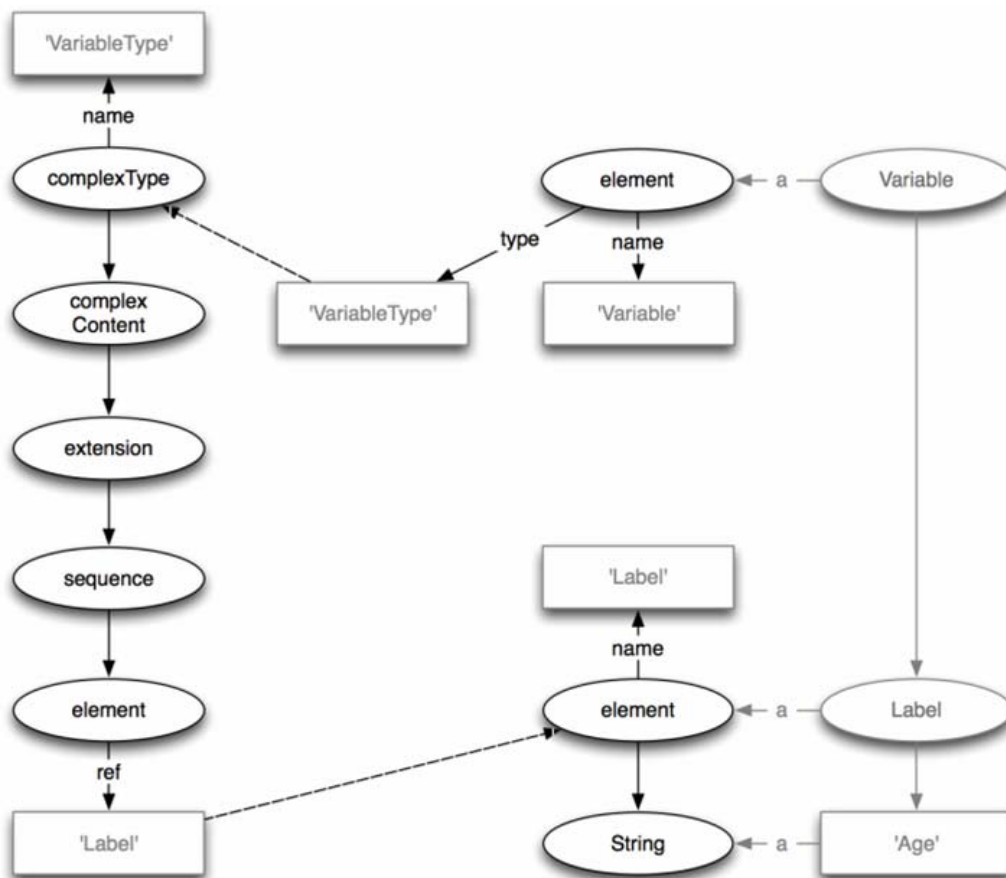 'VariableType'
name
complexType
element
a
Variable
type
name
complex
Content
'VariableType'
'Variable'
extension
sequence
'Label'
name
element
element
a
Label
ref
'Label'
String
a
'Age'